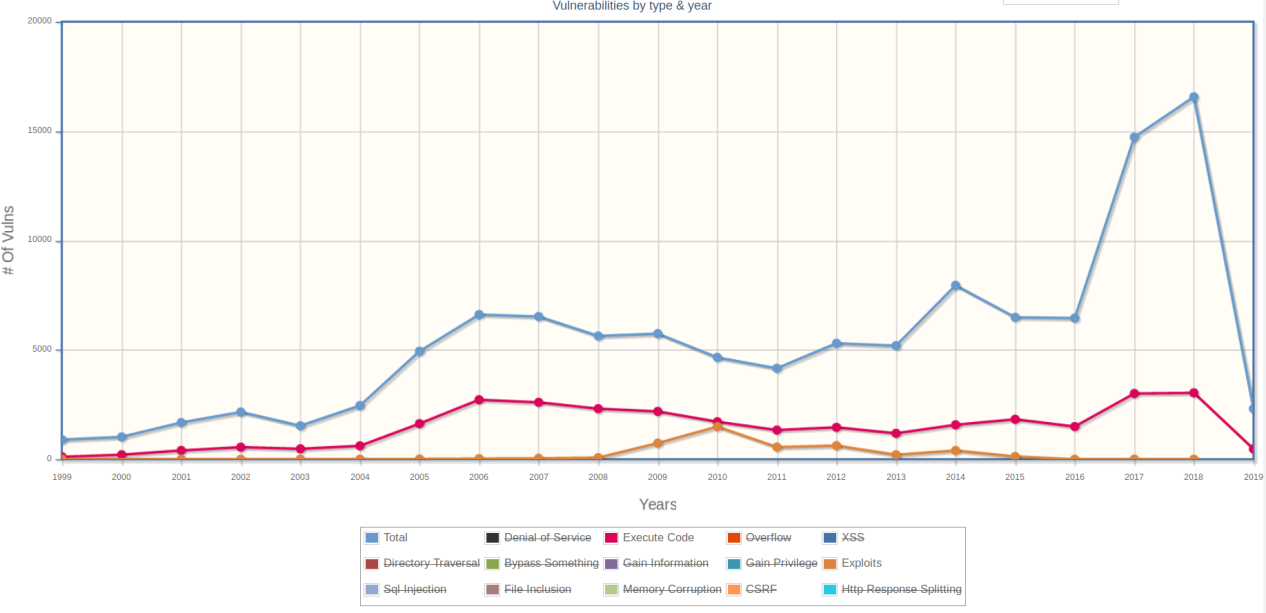 Vulnerabilities by type & year
20000
15000
10000
5000
0
# Of Vulns
1999 2000 2001 2002 2003 2004 2005 2006 2007 2008 2009 2010 2011 2012 2013 2014 2015 2016 2017 2018 2019
Years
Total Denial of Service Execute Code Overflow XSS
Directory Traversal Bypass Something Gain Information Gain Privilege Exploits
Sql Injection File Inclusion Memory Corruption CSRF Http Response Splitting